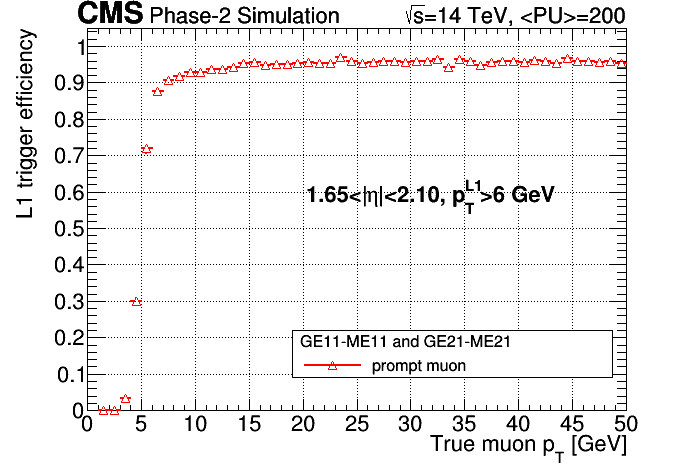 CMS Phase-2 Simulation √s=14 TeV, <PU>=200
L1 trigger efficiency
1
0.9
0.8
0.7
0.6
0.5
0.4
0.3
0.2
0.1
0
1.65<|η|<2.10, p_T^L1>6 GeV
GE11-ME11 and GE21-ME21
prompt muon
0 5 10 15 20 25 30 35 40 45 50
True muon p_T [GeV]